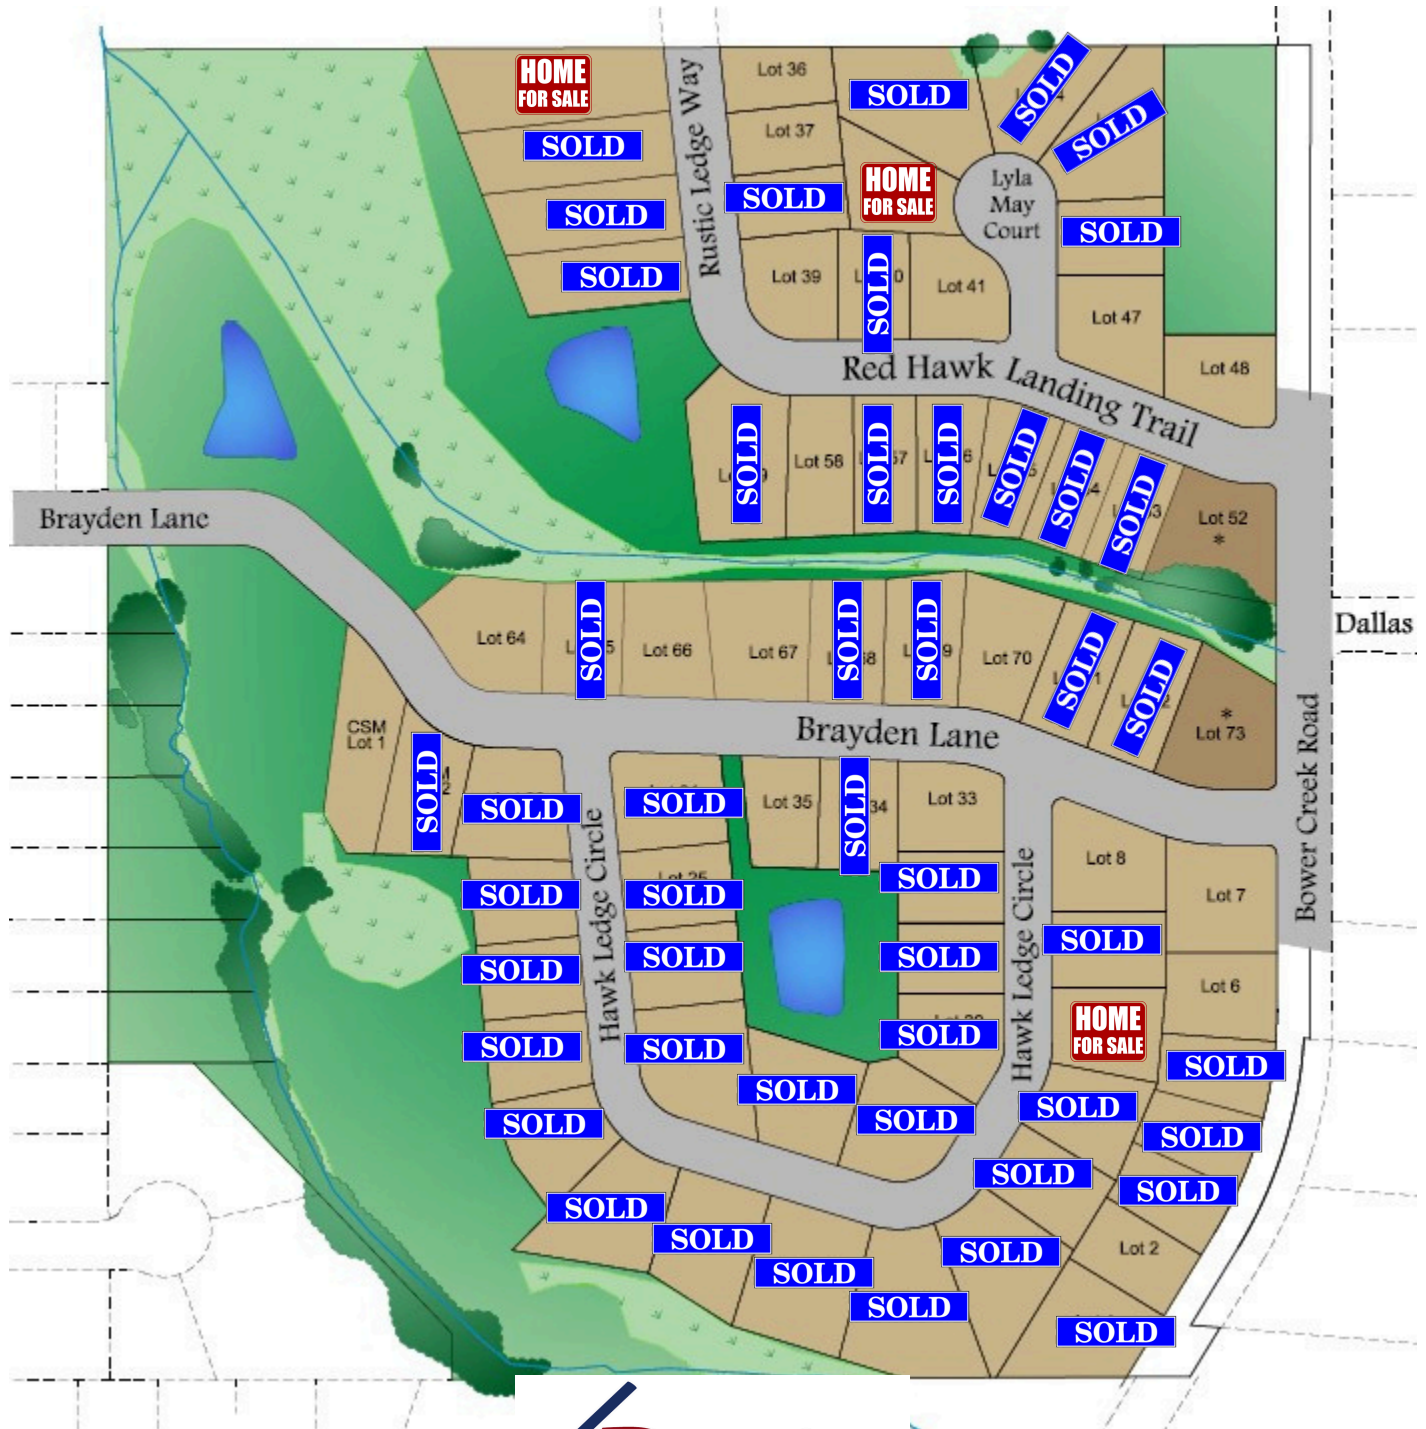 HOME
FOR SALE
SOLD
SOLD
SOLD
Rustic Ledge Way
Lot 36
Lot 37
SOLD
Lot 39
SOLD
Lot 41
SOLD
HOME
FOR SALE
SOLD
SOLD
SOLD
Lyla
May
Court
Lot 47
Lot 48
Red Hawk Landing Trail
SOLD
Lot 58
SOLD
SOLD
SOLD
SOLD
SOLD
Lot 52
*
Brayden Lane
Dallas
Lot 64
SOLD
Lot 66
Lot 67
SOLD
SOLD
Lot 70
SOLD
SOLD
*
Lot 73
Bower Creek Road
Brayden Lane
CSM
Lot 1
SOLD
SOLD
Hawk Ledge Circle
SOLD
Lot 35
SOLD
34
Lot 33
Hawk Ledge Circle
Lot 8
Lot 7
SOLD
Lot 25
SOLD
SOLD
SOLD
SOLD
SOLD
SOLD
SOLD
Lot 6
SOLD
SOLD
SOLD
HOME
FOR SALE
SOLD
SOLD
SOLD
SOLD
SOLD
SOLD
SOLD
SOLD
SOLD
SOLD
SOLD
SOLD
Lot 2
SOLD
SOLD
SOLD